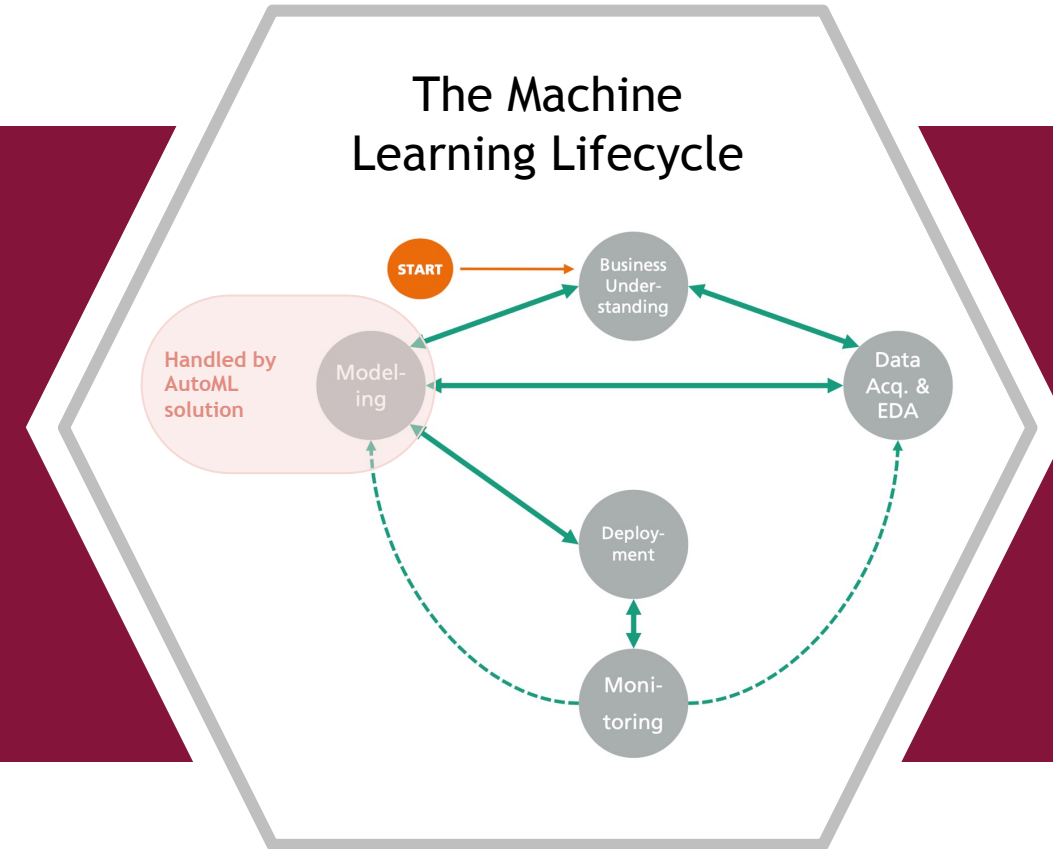 The Machine
Learning Lifecycle
START
Business
Under-
standing
Handled by
AutoML
solution
Model-
ing
Data
Acq. &
EDA
Deploy-
ment
Moni-
toring